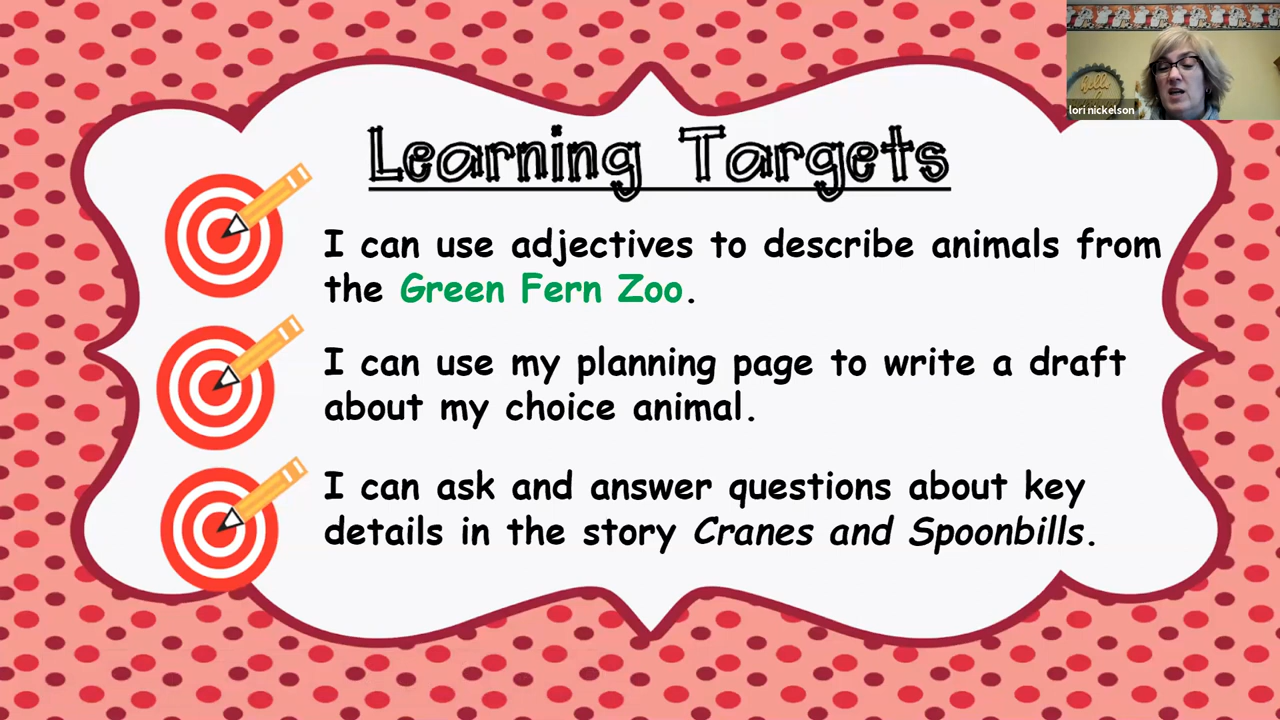 hello
lori nickelson
Learning Targets
I can use adjectives to describe animals from
the Green Fern Zoo.
I can use my planning page to write a draft
about my choice animal.
I can ask and answer questions about key
details in the story Cranes and Spoonbills.